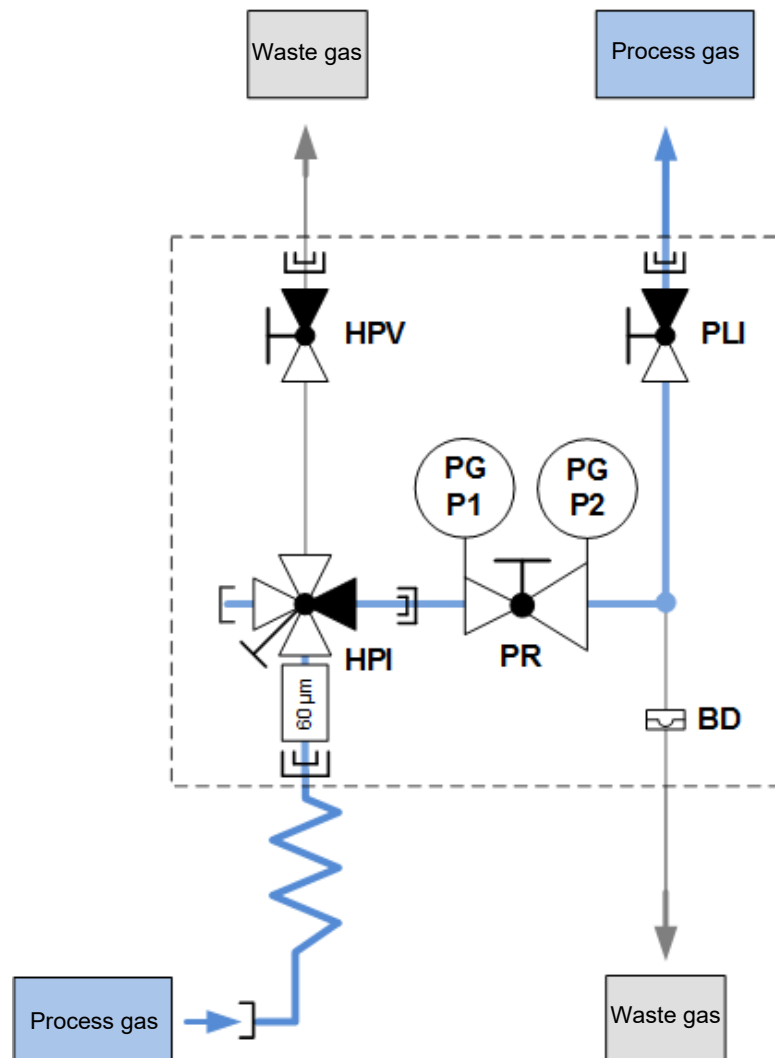 Waste gas
Process gas
HPV
PLI
PG
P1
PG
P2
HPI
PR
60 µm
BD
Process gas
Waste gas